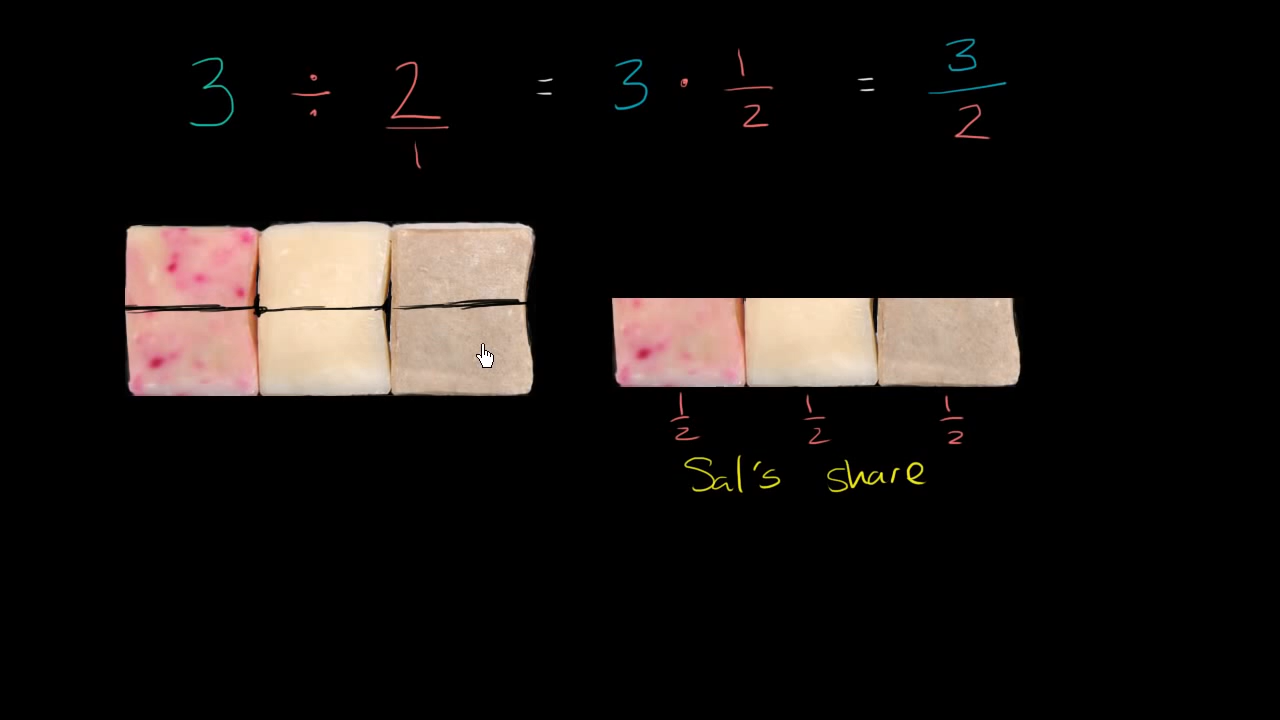 3 ÷ 2/1 = 3 · 1/2 = 3/2
1/2 1/2 1/2
Sal's share